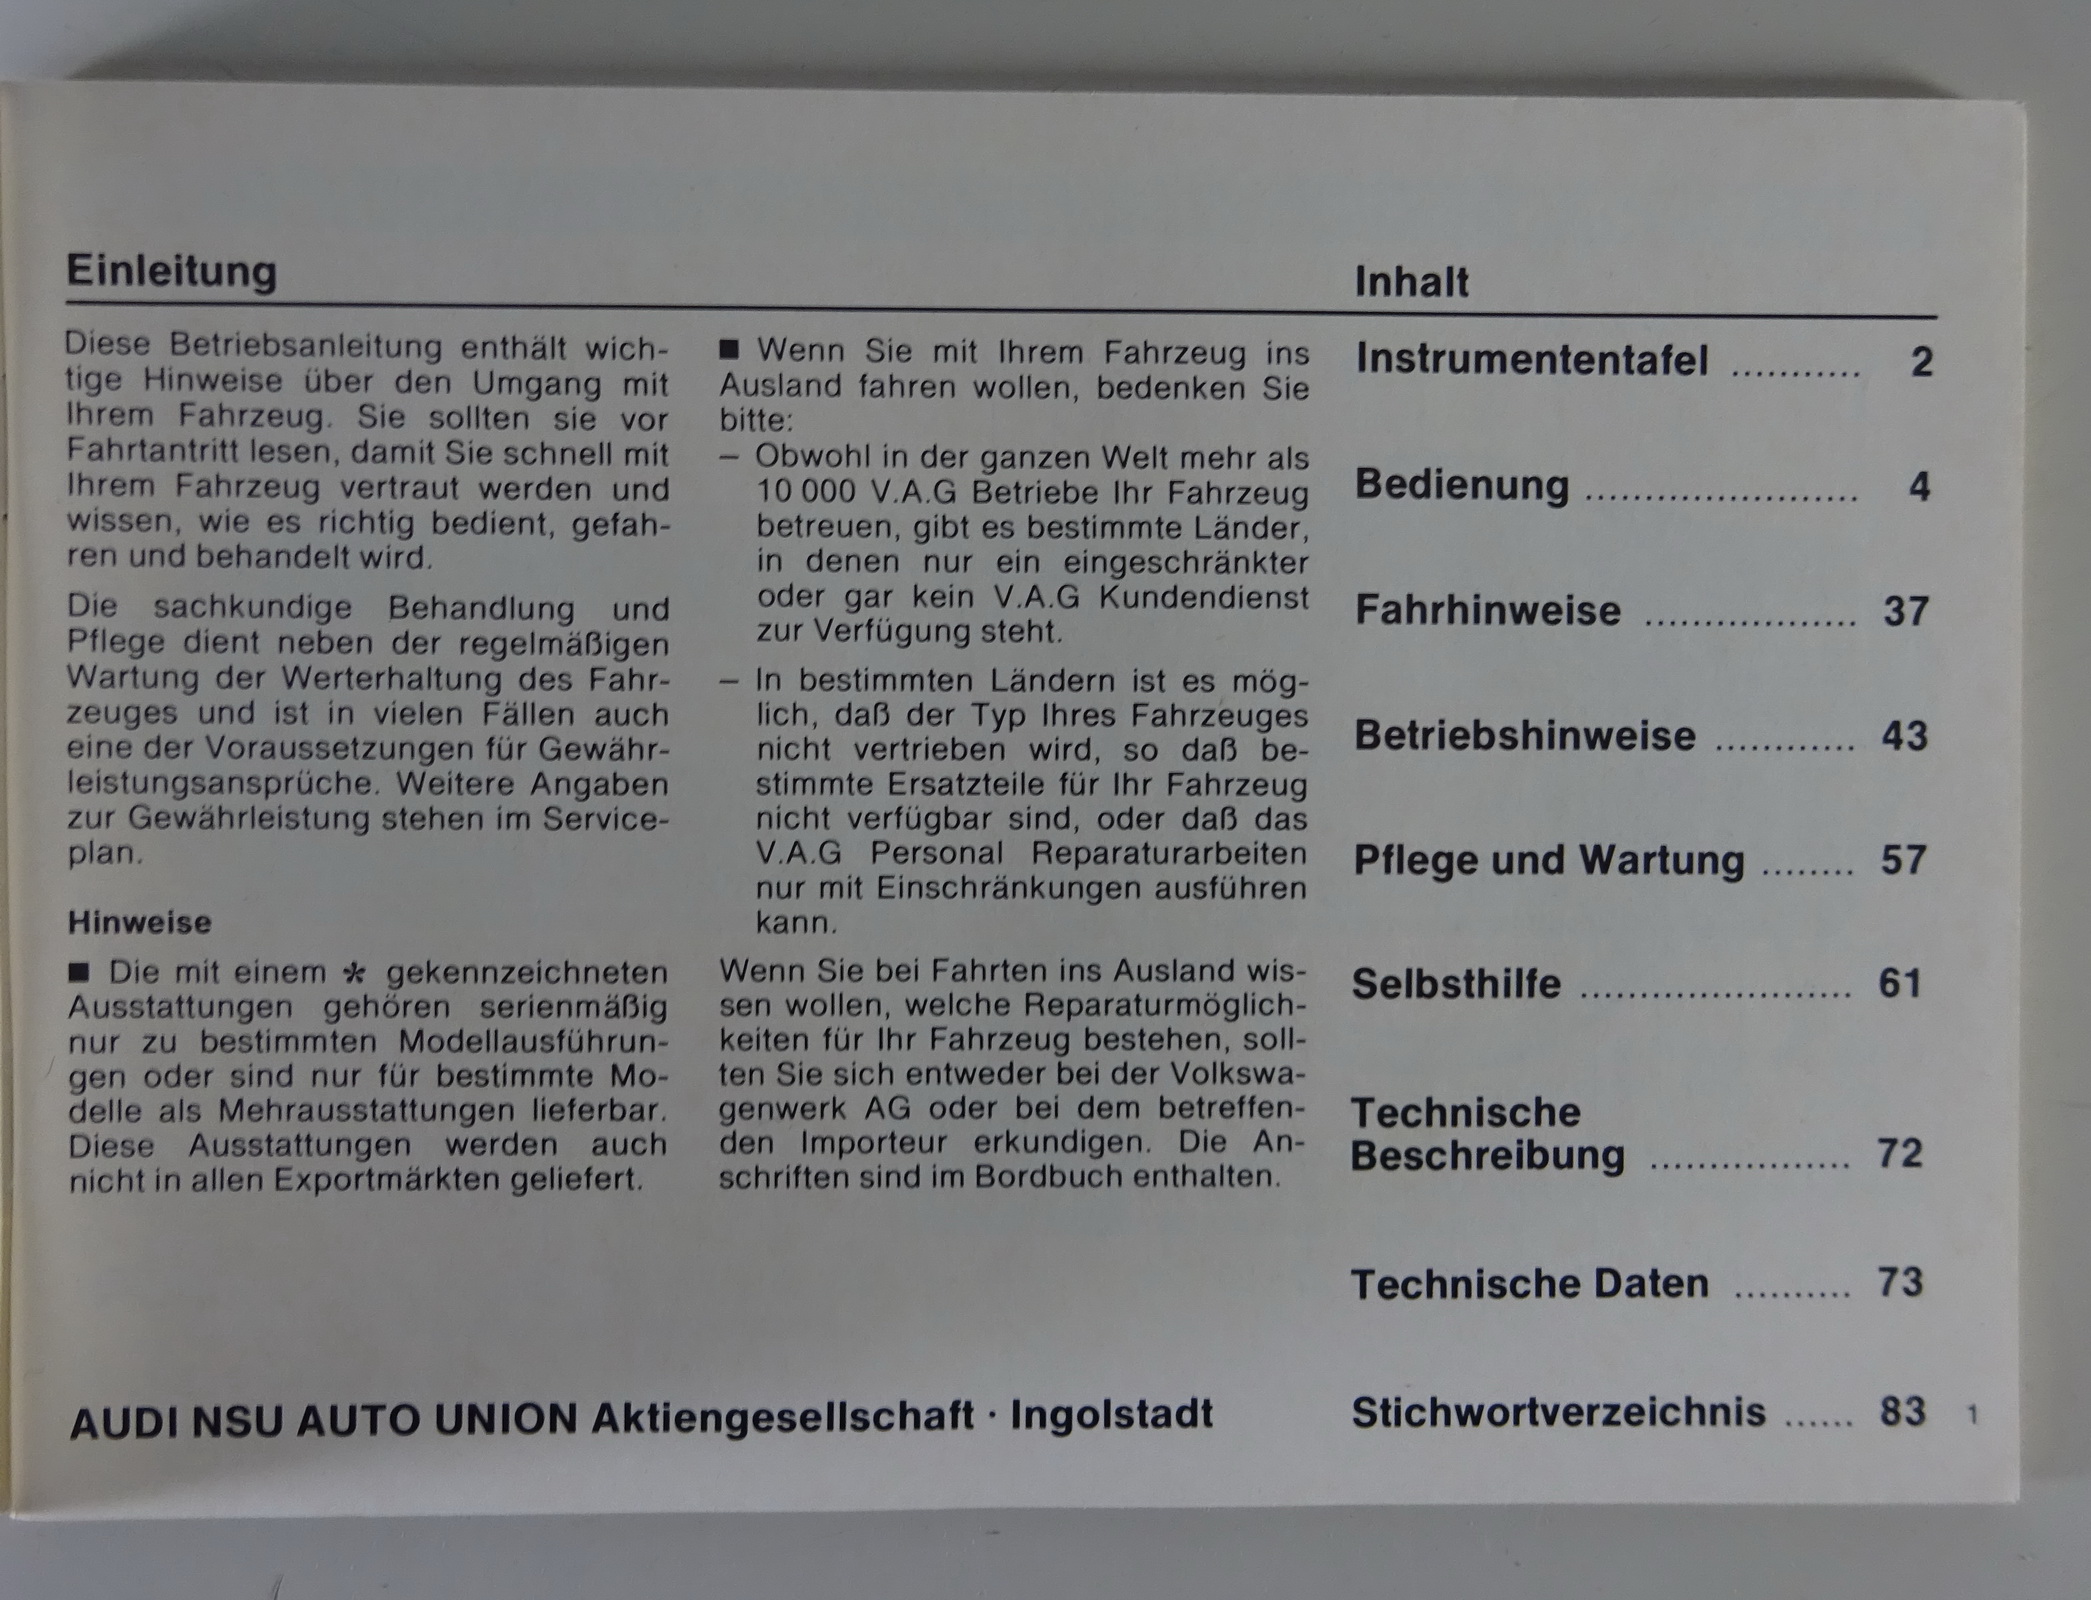 Einleitung
Diese Betriebsanleitung enthält wich-
tige Hinweise über den Umgang mit
Ihrem Fahrzeug. Sie sollten sie vor
Fahrtantritt lesen, damit Sie schnell mit
Ihrem Fahrzeug vertraut werden und
wissen, wie es richtig bedient, gefah-
ren und behandelt wird.
Die sachkundige Behandlung und
Pflege dient neben der regelmäßigen
Wartung der Werterhaltung des Fahr-
zeuges und ist in vielen Fällen auch
eine der Voraussetzungen für Gewähr-
leistungsansprüche. Weitere Angaben
zur Gewährleistung stehen im Service-
plan.
Hinweise
■ Die mit einem * gekennzeichneten
Ausstattungen gehören serienmäßig
nur zu bestimmten Modellausführun-
gen oder sind nur für bestimmte Mo-
delle als Mehrausstattungen lieferbar.
Diese Ausstattungen werden auch
nicht in allen Exportmärkten geliefert.
■ Wenn Sie mit Ihrem Fahrzeug ins
Ausland fahren wollen, bedenken Sie
bitte:
– Obwohl in der ganzen Welt mehr als
10 000 V.A.G Betriebe Ihr Fahrzeug
betreuen, gibt es bestimmte Länder,
in denen nur ein eingeschränkter
oder gar kein V.A.G Kundendienst
zur Verfügung steht.
– In bestimmten Ländern ist es mög-
lich, daß der Typ Ihres Fahrzeuges
nicht vertrieben wird, so daß be-
stimmte Ersatzteile für Ihr Fahrzeug
nicht verfügbar sind, oder daß das
V.A.G Personal Reparaturarbeiten
nur mit Einschränkungen ausführen
kann.
Wenn Sie bei Fahrten ins Ausland wis-
sen wollen, welche Reparaturmöglich-
keiten für Ihr Fahrzeug bestehen, soll-
ten Sie sich entweder bei der Volkswa-
genwerk AG oder bei dem betreffen-
den Importeur erkundigen. Die An-
schriften sind im Bordbuch enthalten.
AUDI NSU AUTO UNION Aktiengesellschaft · Ingolstadt
Inhalt
Instrumententafel ........... 2
Bedienung ....................... 4
Fahrhinweise .................. 37
Betriebshinweise ............ 43
Pflege und Wartung ........ 57
Selbsthilfe ....................... 61
Technische
Beschreibung ................. 72
Technische Daten .......... 73
Stichwortverzeichnis ...... 83
1